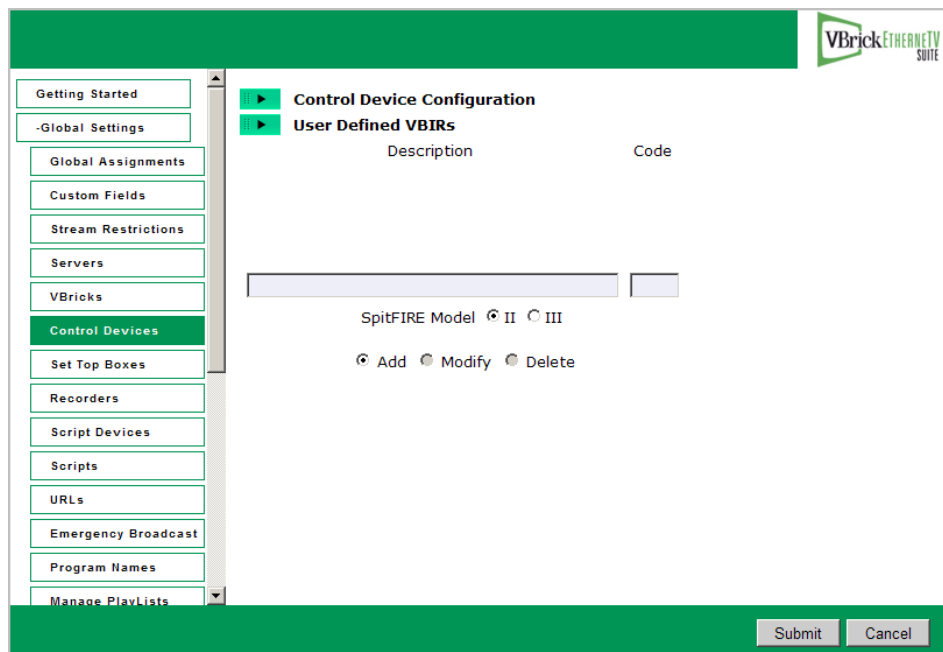 VBrick ETHERNETV
SUITE
Getting Started
-Global Settings
Global Assignments
Custom Fields
Stream Restrictions
Servers
VBricks
Control Devices
Set Top Boxes
Recorders
Script Devices
Scripts
URLs
Emergency Broadcast
Program Names
Manage PlayLists
Control Device Configuration
User Defined VBIRs
Description Code
SpitFIRE Model II III
Add Modify Delete
Submit Cancel